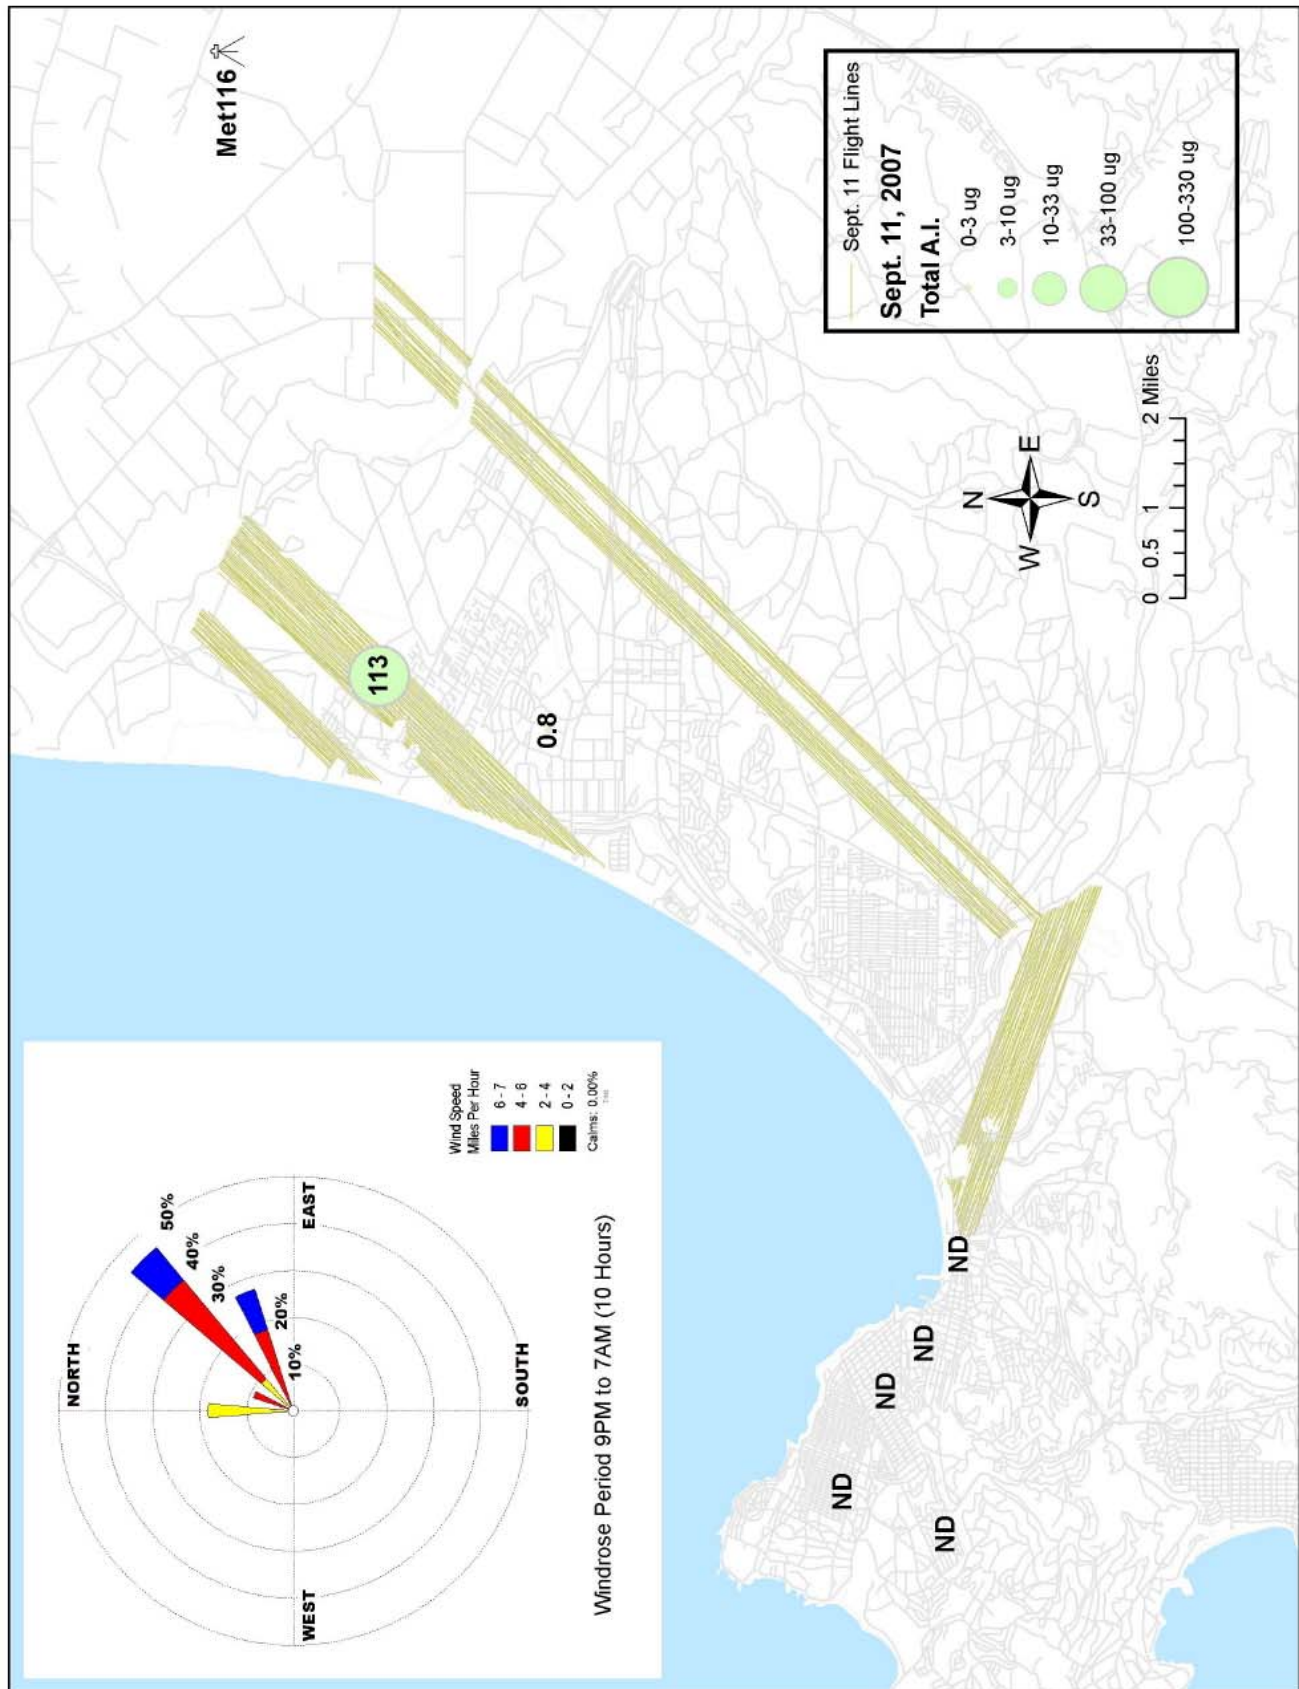 Met116
113
0.8
ND
ND
ND
ND
ND
NORTH
50%
40%
30%
20%
10%
WEST
EAST
SOUTH
Wind Speed
Miles Per Hour
6 - 7
4 - 6
2 - 4
0 - 2
Calms: 0.00%
Windrose Period 9PM to 7AM (10 Hours)
N
W
E
S
0 0.5 1 2 Miles
Sept. 11 Flight Lines
Sept. 11, 2007
Total A.I.
0-3 ug
3-10 ug
10-33 ug
33-100 ug
100-330 ug